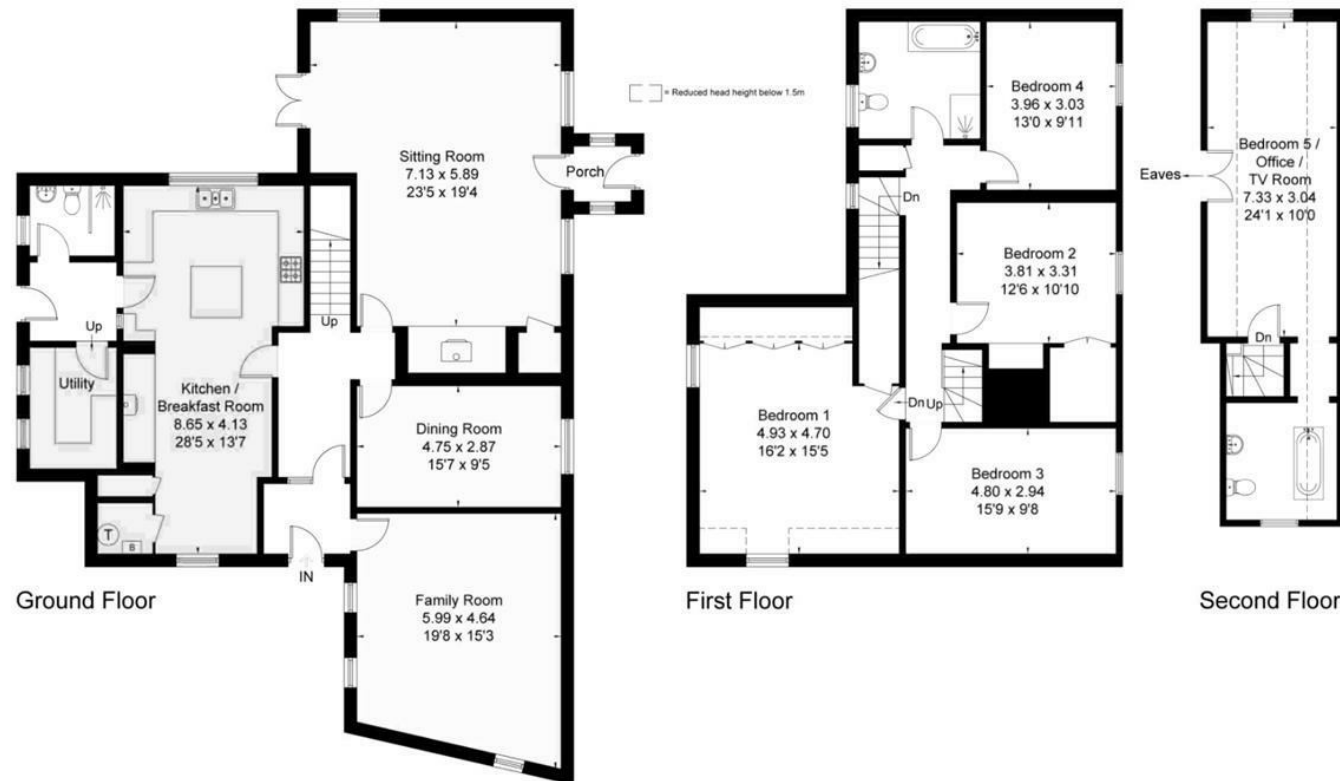 = Reduced head height below 1.5m
Sitting Room
7.13 x 5.89
23'5 x 19'4
Porch
Up
Up
Utility
Kitchen /
Breakfast Room
8.65 x 4.13
28'5 x 13'7
Dining Room
4.75 x 2.87
15'7 x 9'5
T
B
IN
Family Room
5.99 x 4.64
19'8 x 15'3
Ground Floor
Bedroom 4
3.96 x 3.03
13'0 x 9'11
Dn
Bedroom 2
3.81 x 3.31
12'6 x 10'10
Bedroom 1
4.93 x 4.70
16'2 x 15'5
Dn
Up
Bedroom 3
4.80 x 2.94
15'9 x 9'8
First Floor
Eaves
Bedroom 5 /
Office /
TV Room
7.33 x 3.04
24'1 x 10'0
Dn
Second Floor